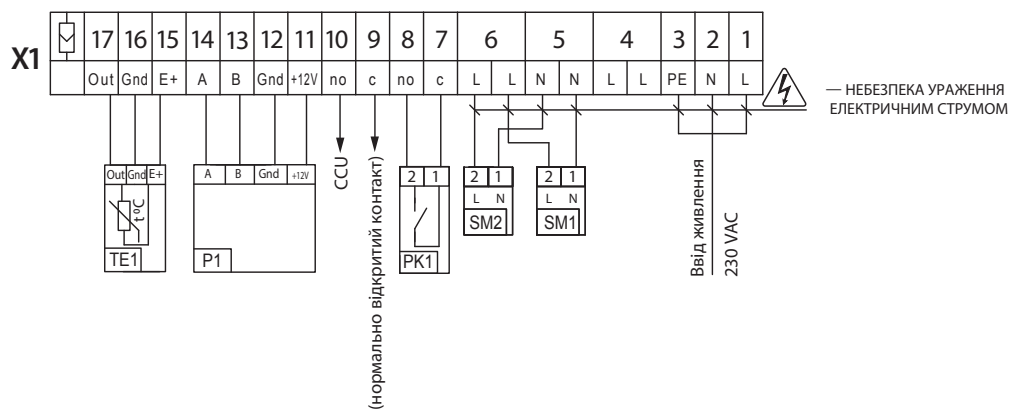 X1
17 16 15 14 13 12 11 10 9 8 7 6 5 4 3 2 1
Out Gnd E+ A B Gnd +12V no c no c L L N N L L PE N L
— НЕБЕЗПЕКА УРАЖЕННЯ
ЕЛЕКТРИЧНИМ СТРУМОМ
Out Gnd E+
t ºC
TE1
A B Gnd +12V
P1
CCU
(нормально відкритий контакт)
2 1
PK1
2 1
L N
SM2
2 1
L N
SM1
Ввід живлення
230 VAC